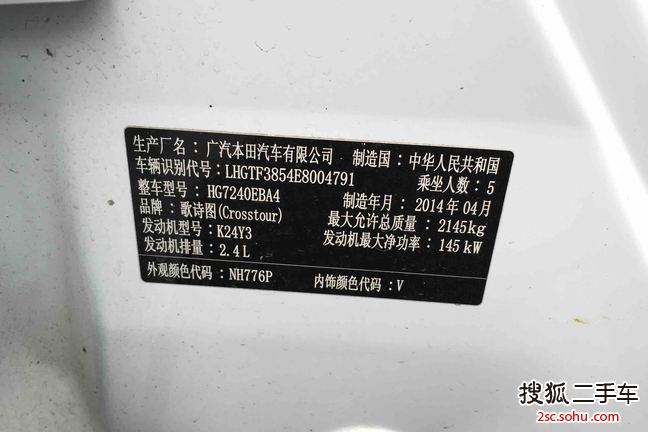 生产厂名：广汽本田汽车有限公司 制造国：中华人民共和国
车辆识别代号：LHGTF3854E8004791 乘坐人数：5
整车型号：HG7240EBA4 制造年月：2014年04月
品牌：歌诗图(Crosstour) 最大允许总质量：2145kg
发动机型号：K24Y3 发动机最大净功率：145kW
发动机排量：2.4L
外观颜色代码：NH776P 内饰颜色代码：V
搜狐二手车
2sc.sohu.com